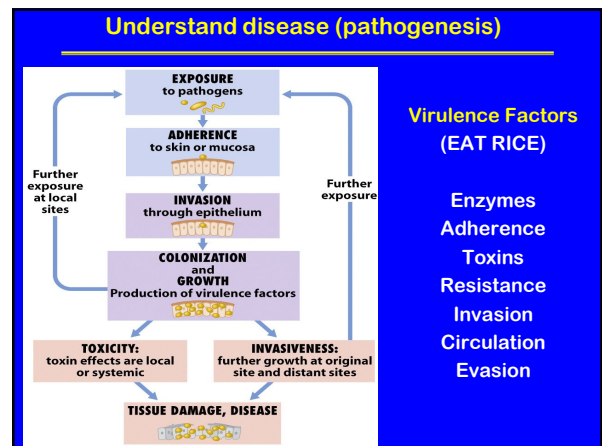 Understand disease (pathogenesis)
EXPOSURE
to pathogens
ADHERENCE
to skin or mucosa
Further
exposure
at local
sites
Further
exposure
INVASION
through epithelium
COLONIZATION
and
GROWTH
Production of virulence factors
TOXICITY:
toxin effects are local
or systemic
INVASIVENESS:
further growth at original
site and distant sites
TISSUE DAMAGE, DISEASE
Virulence Factors
(EAT RICE)
Enzymes
Adherence
Toxins
Resistance
Invasion
Circulation
Evasion